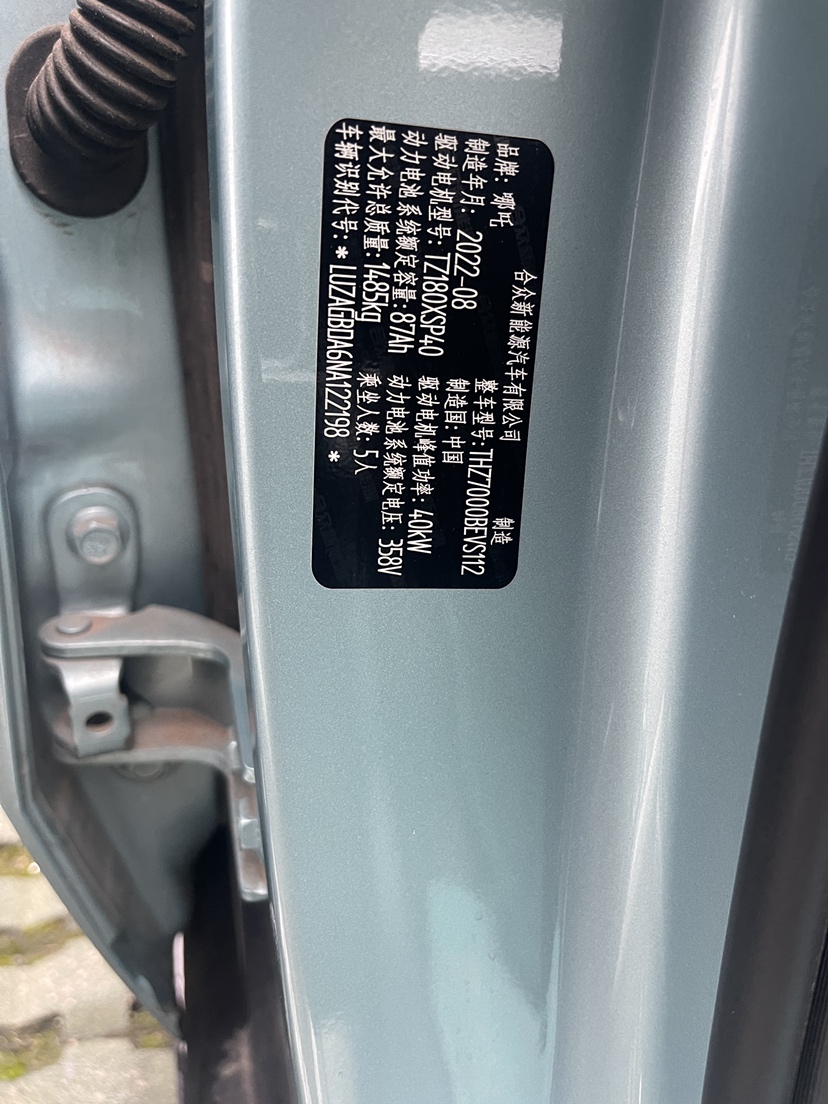 合众新能源汽车有限公司 制造
品牌: 哪吒 整车型号: THZ7000BEVS112
制造年月: 2022-08 制造国: 中国
驱动电机型号: TZ180XSP40 驱动电机峰值功率: 40kW
动力电池系统额定容量: 87Ah 动力电池系统额定电压: 358V
最大允许总质量: 1485kg 乘坐人数: 5人
车辆识别代号: * LUZAGBDA6NA122198 *